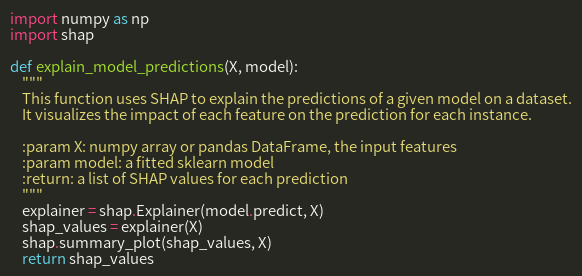 import numpy as np
import shap

def explain_model_predictions(X, model):
    """
    This function uses SHAP to explain the predictions of a given model on a dataset.
    It visualizes the impact of each feature on the prediction for each instance.

    :param X: numpy array or pandas DataFrame, the input features
    :param model: a fitted sklearn model
    :return: a list of SHAP values for each prediction
    """
    explainer = shap.Explainer(model.predict, X)
    shap_values = explainer(X)
    shap.summary_plot(shap_values, X)
    return shap_values